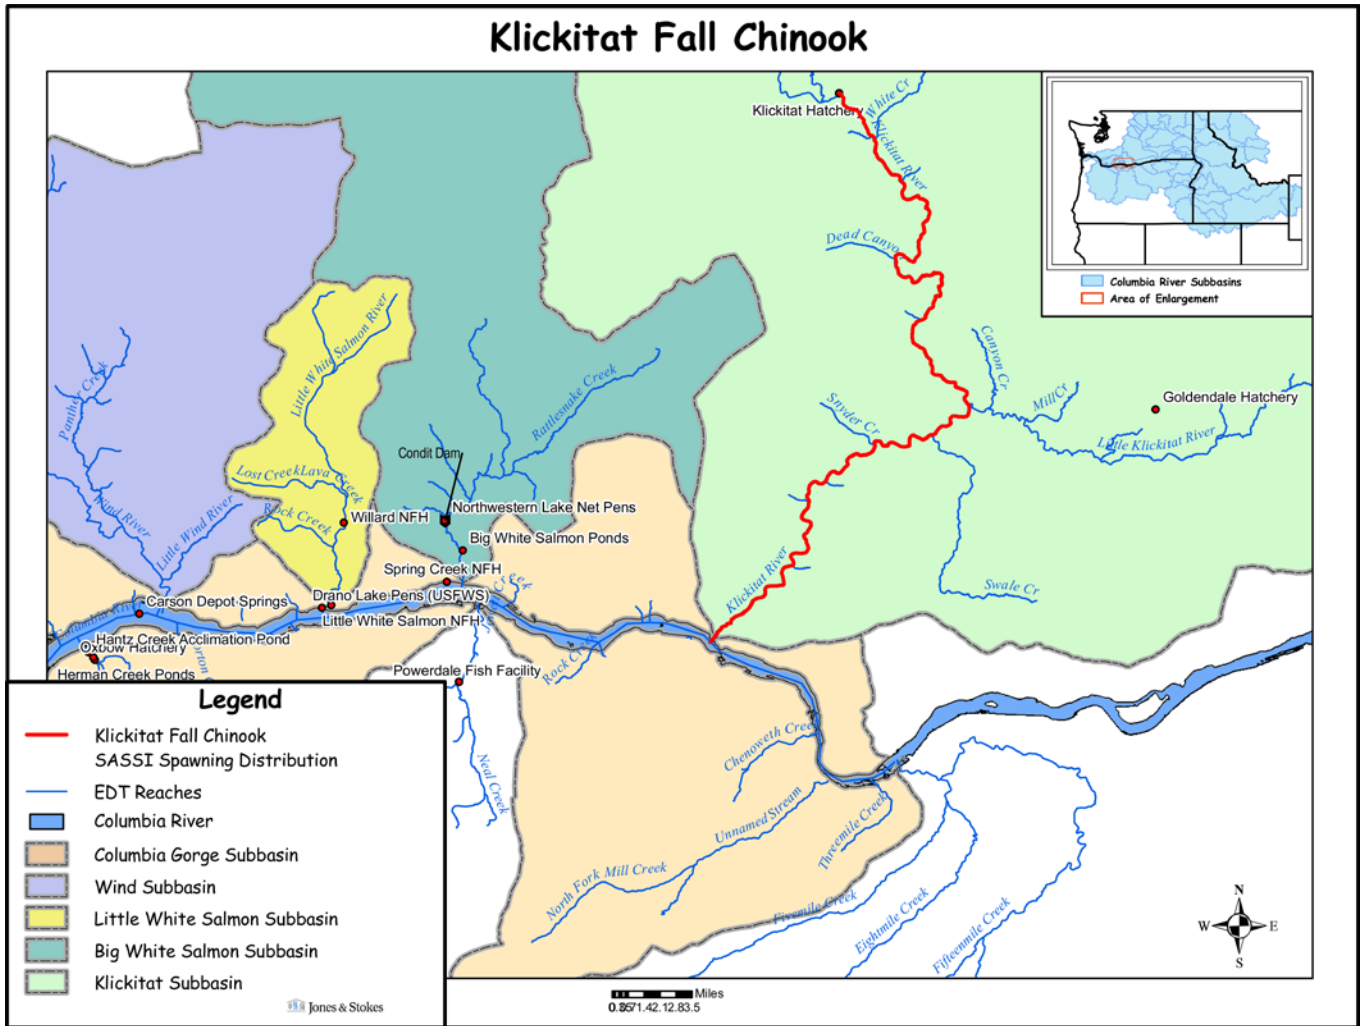 Klickitat Fall Chinook
Klickitat Hatchery
White Cr
Klickitat River
Dead Canyo
Columbia River Subbasins
Area of Enlargement
Little White Salmon River
Panther Creek
Rattlesnake Creek
Canyon Cr
Mill Cr
Goldendale Hatchery
Snyder Cr
Little Klickitat River
Condit Dam
Lost Creek
Lava Creek
Wind River
Little Wind River
Rock Creek
Willard NFH
Northwestern Lake Net Pens
Big White Salmon Ponds
Spring Creek NFH
Klickitat River
Swale Cr
Carson Depot Springs
Drano Lake Pens (USFWS)
Little White Salmon NFH
Creek
Columbia River
Hantz Creek Acclimation Pond
Oxbow Hatchery
Herman Creek Ponds
Rock Creek
Powerdale Fish Facility
Neal Creek
Chenoweth Creek
Unnamed Stream
Threemile Creek
North Fork Mill Creek
Fivemile Creek
Eightmile Creek
Fifteenmile Creek
Legend
Klickitat Fall Chinook
SASSI Spawning Distribution
EDT Reaches
Columbia River
Columbia Gorge Subbasin
Wind Subbasin
Little White Salmon Subbasin
Big White Salmon Subbasin
Klickitat Subbasin
Jones & Stokes
N
W E
S
Miles